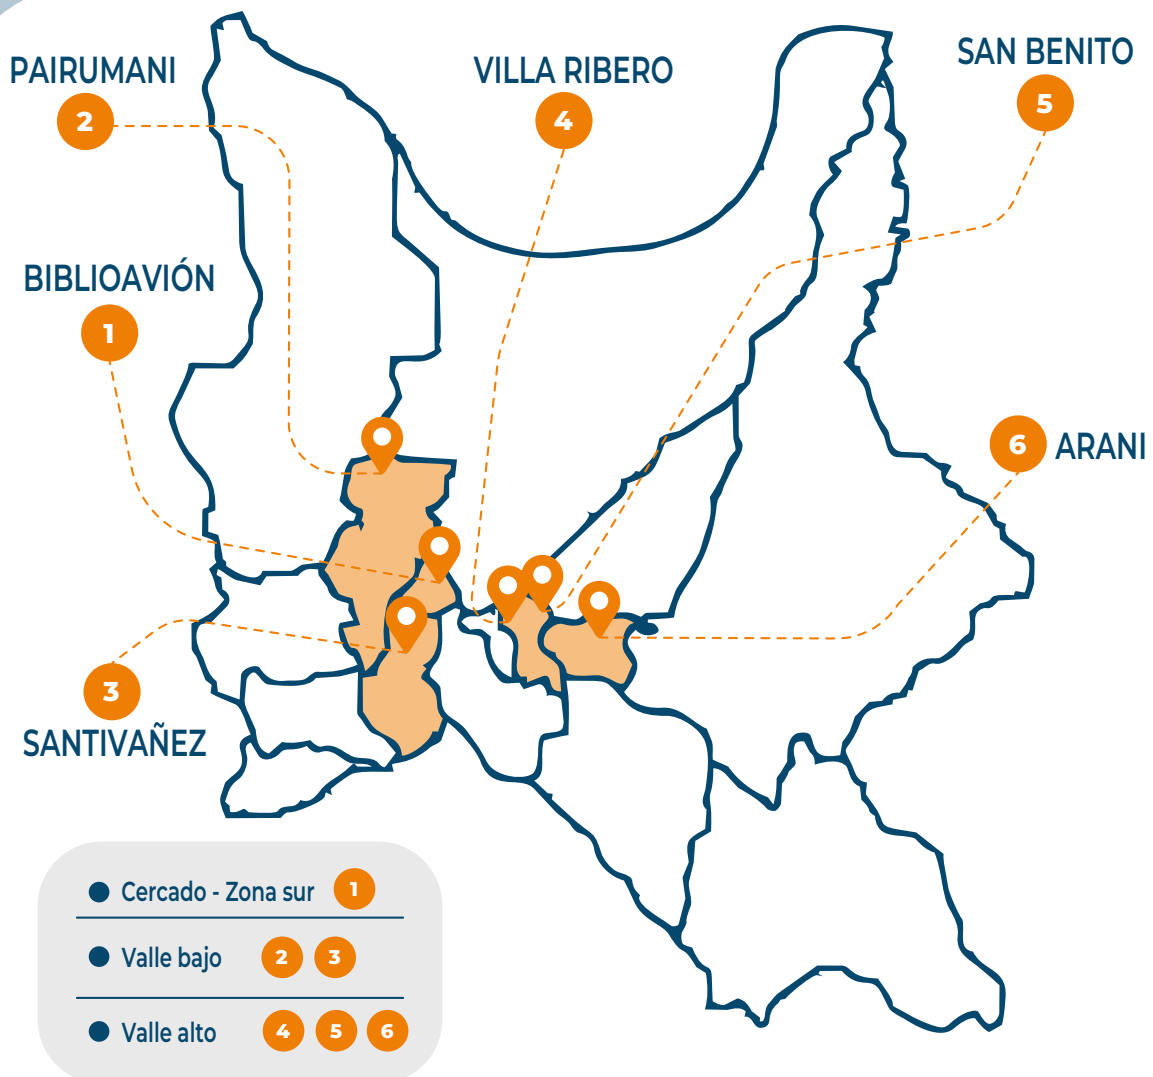 PAIRUMANI
2
VILLA RIBERO
4
SAN BENITO
5
BIBLIOAVIÓN
1
6 ARANI
3
SANTIVAÑEZ
Cercado - Zona sur 1
Valle bajo 2 3
Valle alto 4 5 6